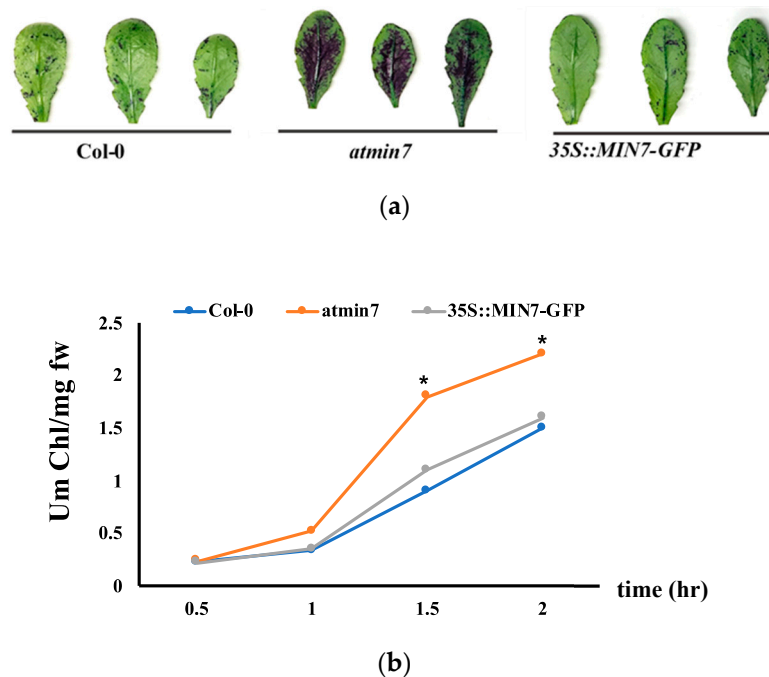 Col-0
atmin7
35S::MIN7-GFP
(a)
Col-0 atmin7 35S::MIN7-GFP
Um Chl/mg fw
2.5
2
1.5
1
0.5
0
* *
0.5 1 1.5 2
time (hr)
(b)